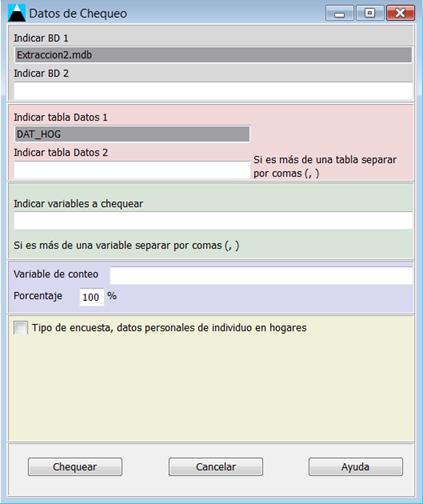 Datos de Chequeo
Indicar BD 1
Extraccion2.mdb
Indicar BD 2
Indicar tabla Datos 1
DAT_HOG
Indicar tabla Datos 2
Si es más de una tabla separar
por comas (, )
Indicar variables a chequear
Si es más de una variable separar por comas (, )
Variable de conteo
Porcentaje 100 %
Tipo de encuesta, datos personales de individuo en hogares
Chequear Cancelar Ayuda